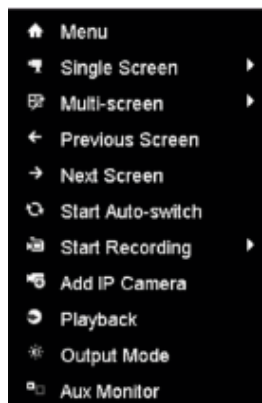 Menu
Single Screen
Multi-screen
Previous Screen
Next Screen
Start Auto-switch
Start Recording
Add IP Camera
Playback
Output Mode
Aux Monitor